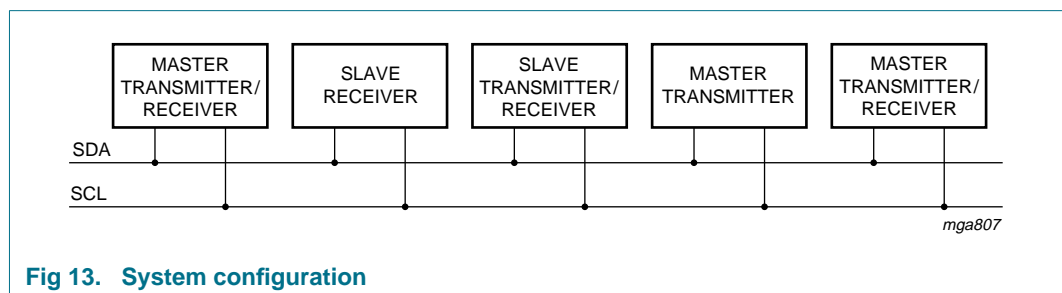 MASTER
TRANSMITTER/
RECEIVER
SLAVE
RECEIVER
SLAVE
TRANSMITTER/
RECEIVER
MASTER
TRANSMITTER
MASTER
TRANSMITTER/
RECEIVER
SDA
SCL
mga807
Fig 13. System configuration